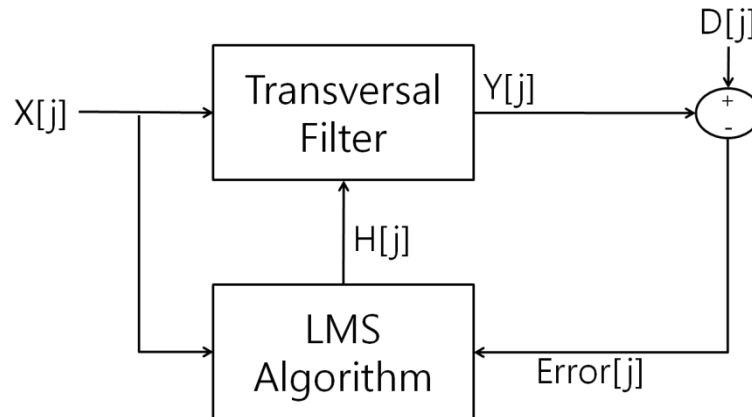 D[j]
X[j]
Transversal
Filter
Y[j]
+
-
H[j]
LMS
Algorithm
Error[j]